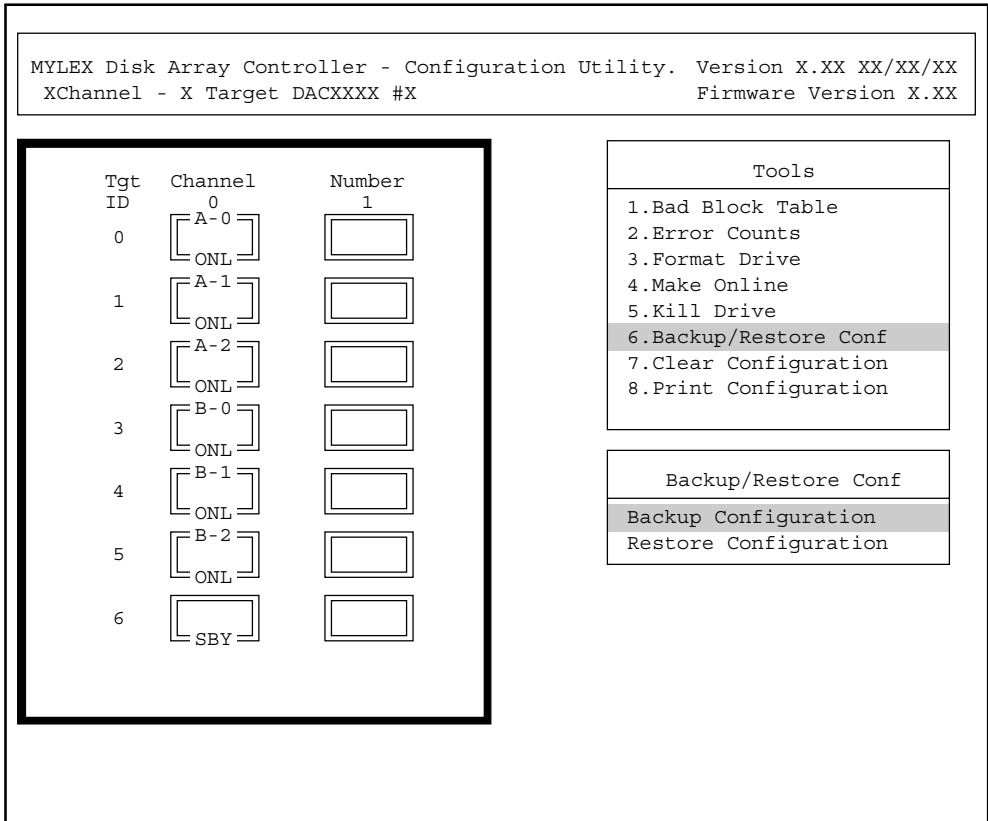 MYLEX Disk Array Controller - Configuration Utility. Version X.XX XX/XX/XX
XChannel - X Target DACXXXX #X Firmware Version X.XX
Tgt Channel Number
ID 0 1
A-0
0
ONL
A-1
1
ONL
A-2
2
ONL
B-0
3
ONL
B-1
4
ONL
B-2
5
ONL
6
SBY
Tools
1.Bad Block Table
2.Error Counts
3.Format Drive
4.Make Online
5.Kill Drive
6.Backup/Restore Conf
7.Clear Configuration
8.Print Configuration
Backup/Restore Conf
Backup Configuration
Restore Configuration